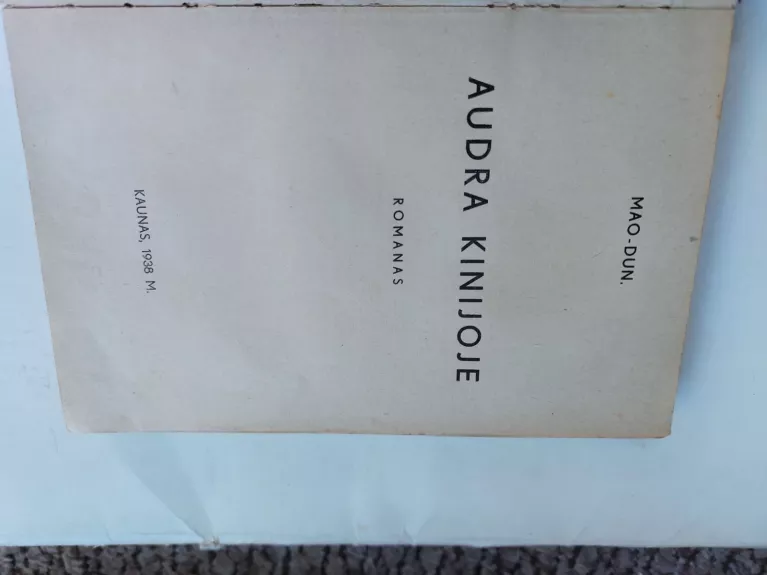 MAO-DUN.
AUDRA KINIJOJE
ROMANAS
KAUNAS, 1938 M.